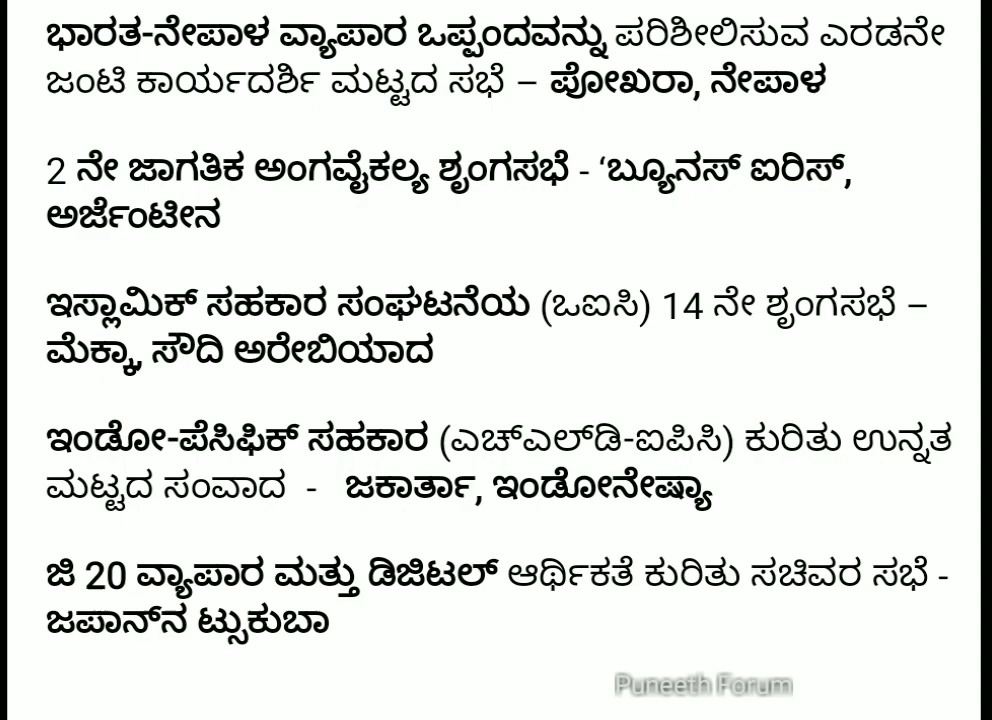 ಭಾರತ-ನೇಪಾಳ ವ್ಯಾಪಾರ ಒಪ್ಪಂದವನ್ನು ಪರಿಶೀಲಿಸುವ ಎರಡನೇ
ಜಂಟಿ ಕಾರ್ಯದರ್ಶಿ ಮಟ್ಟದ ಸಭೆ – ಪೋಖರಾ, ನೇಪಾಳ
2 ನೇ ಜಾಗತಿಕ ಅಂಗವೈಕಲ್ಯ ಶೃಂಗಸಭೆ - ‘ಬ್ಯೂನಸ್ ಐರಿಸ್,
ಅರ್ಜೆಂಟೀನ
ಇಸ್ಲಾಮಿಕ್ ಸಹಕಾರ ಸಂಘಟನೆಯ (ಒಐಸಿ) 14 ನೇ ಶೃಂಗಸಭೆ –
ಮೆಕ್ಕಾ, ಸೌದಿ ಅರೇಬಿಯಾದ
ಇಂಡೋ-ಪೆಸಿಫಿಕ್ ಸಹಕಾರ (ಎಚ್‌ಎಲ್‌ಡಿ-ಐಪಿಸಿ) ಕುರಿತು ಉನ್ನತ
ಮಟ್ಟದ ಸಂವಾದ - ಜಕಾರ್ತಾ, ಇಂಡೋನೇಷ್ಯಾ
ಜಿ 20 ವ್ಯಾಪಾರ ಮತ್ತು ಡಿಜಿಟಲ್ ಆರ್ಥಿಕತೆ ಕುರಿತು ಸಚಿವರ ಸಭೆ -
ಜಪಾನ್‌ನ ಟ್ಸುಕುಬಾ
Puneeth Forum